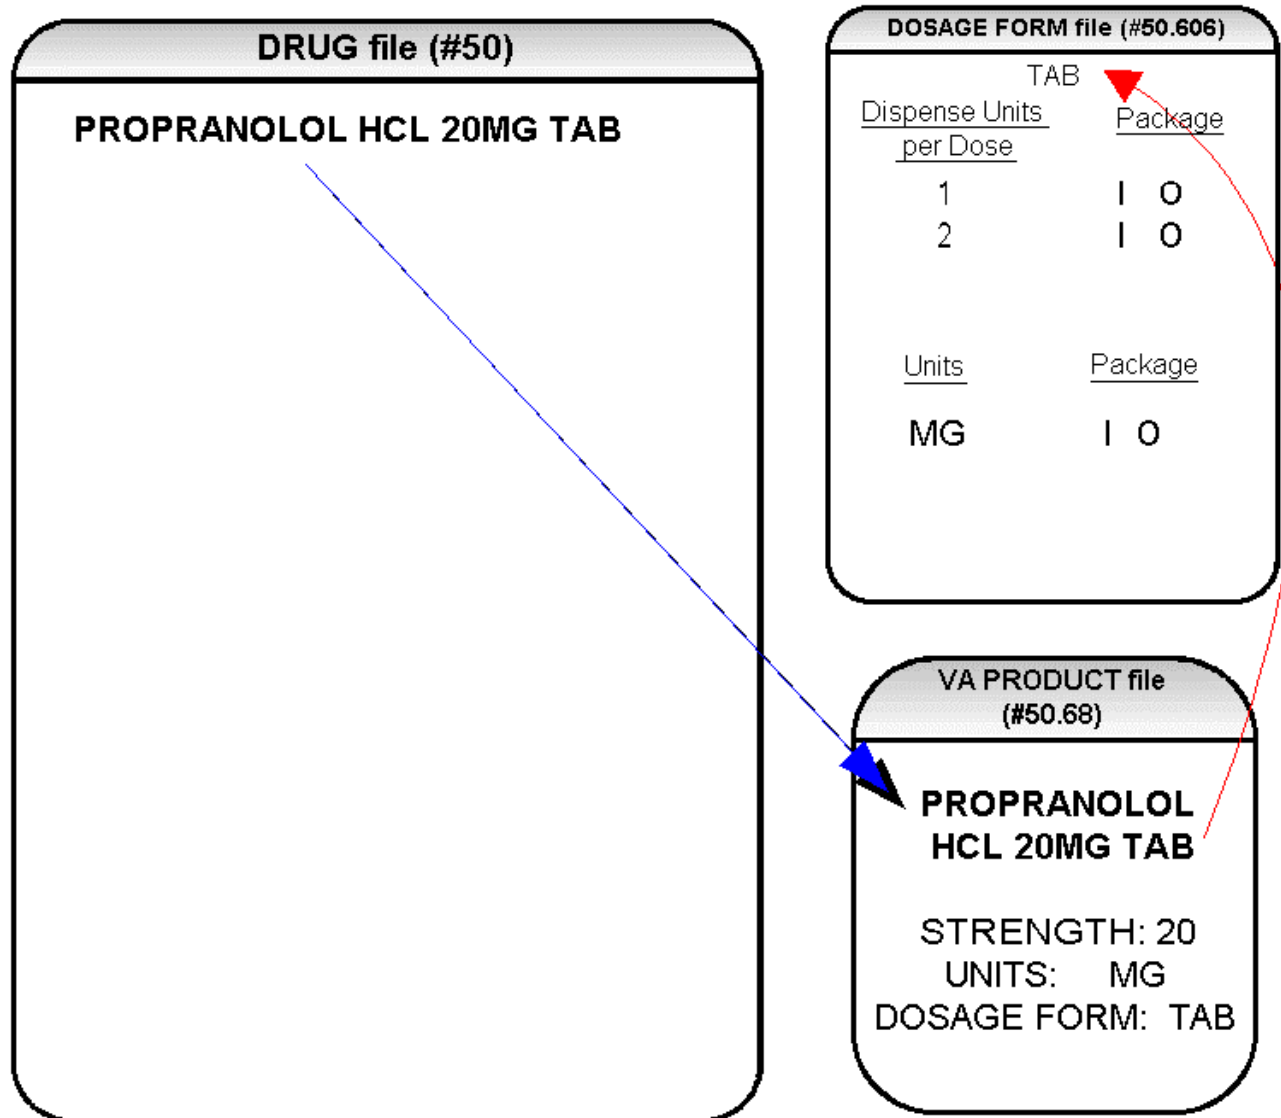 DRUG file (#50)
PROPRANOLOL HCL 20MG TAB
DOSAGE FORM file (#50.606)
TAB
Dispense Units per Dose Package
1 I O
2 I O
Units Package
MG I O
VA PRODUCT file
(#50.68)
PROPRANOLOL
HCL 20MG TAB
STRENGTH: 20
UNITS: MG
DOSAGE FORM: TAB